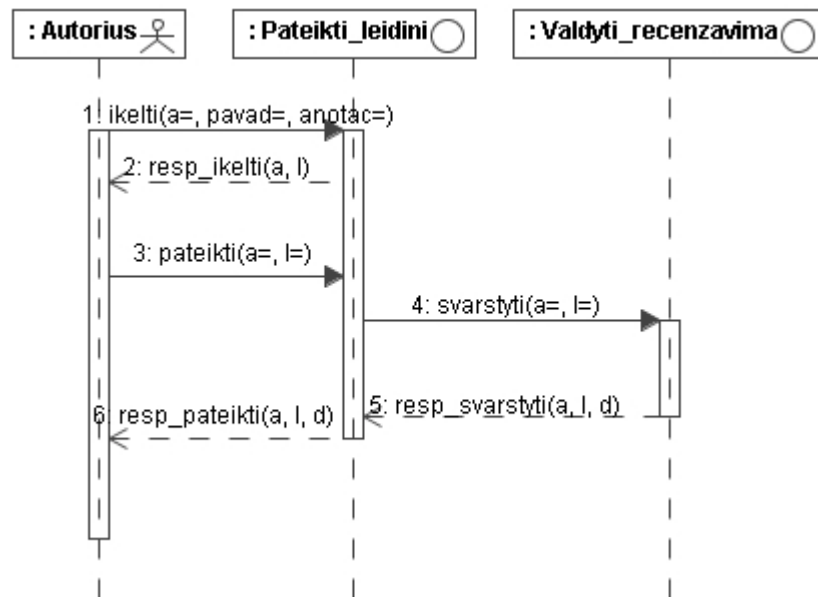 : Autorius
: Pateikti_leidini
: Valdyti_recenzavima
1: ikelti(a=, pavad=, anotac=)
2: resp_ikelti(a, l)
3: pateikti(a=, l=)
4: svarstyti(a=, l=)
5: resp_svarstyti(a, l, d)
6: resp_pateikti(a, l, d)